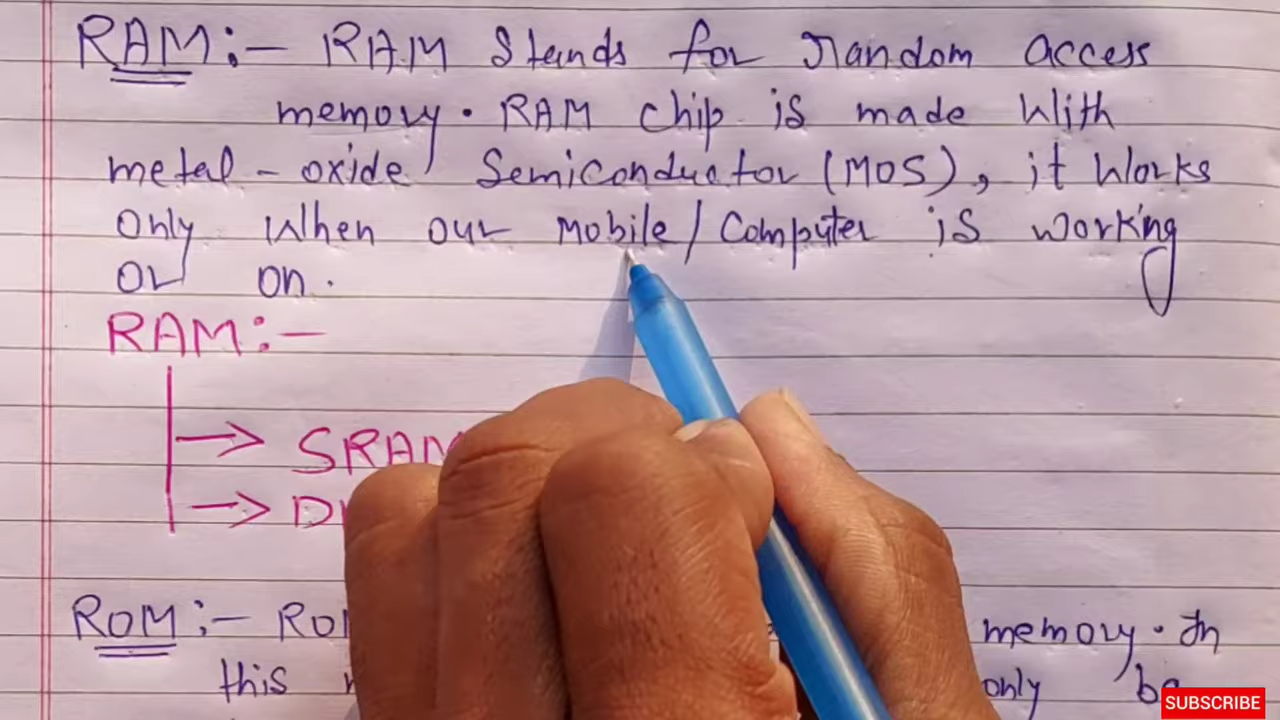 RAM:- RAM Stands for random access
memory. RAM chip is made with
metal-oxide Semiconductor (MOS), it works
only when our mobile/Computer is working
or on.
RAM:-
→ SRAM
→ D
ROM:- RO memory. In
this only be
SUBSCRIBE